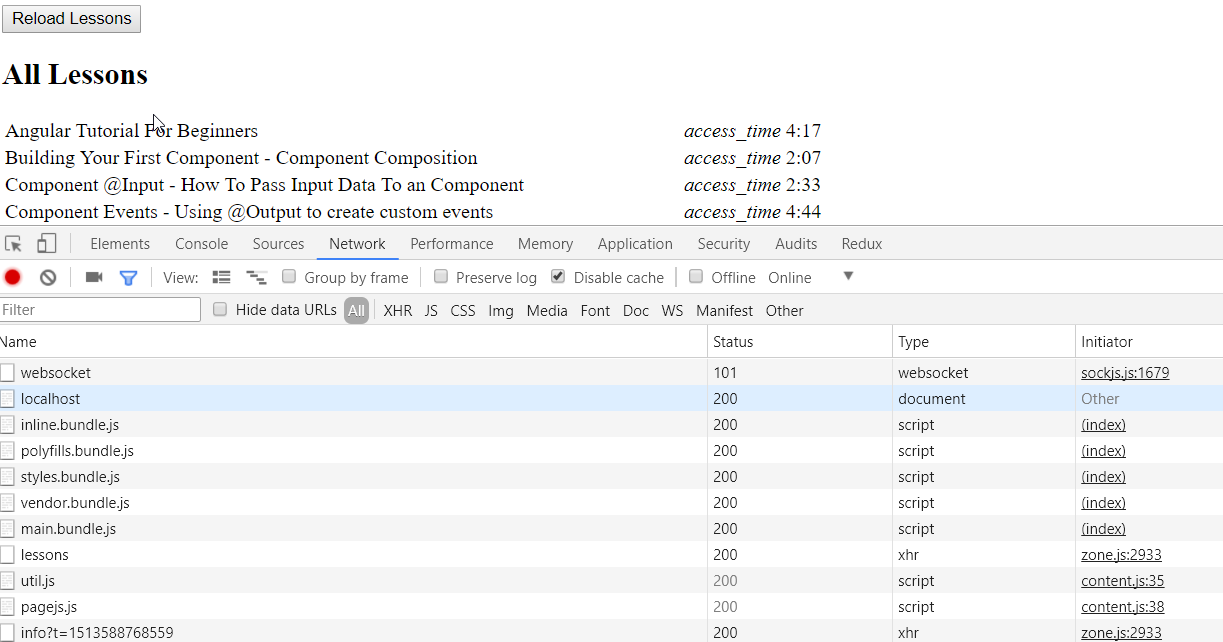 Reload Lessons
All Lessons
Angular Tutorial For Beginners access_time 4:17
Building Your First Component - Component Composition access_time 2:07
Component @Input - How To Pass Input Data To an Component access_time 2:33
Component Events - Using @Output to create custom events access_time 4:44
Elements Console Sources Network Performance Memory Application Security Audits Redux
View: Group by frame Preserve log Disable cache Offline Online
Filter Hide data URLs All XHR JS CSS Img Media Font Doc WS Manifest Other
Name Status Type Initiator
websocket 101 websocket sockjs.js:1679
localhost 200 document Other
inline.bundle.js 200 script (index)
polyfills.bundle.js 200 script (index)
styles.bundle.js 200 script (index)
vendor.bundle.js 200 script (index)
main.bundle.js 200 script (index)
lessons 200 xhr zone.js:2933
util.js 200 script content.js:35
pagejs.js 200 script content.js:38
info?t=1513588768559 200 xhr zone.js:2933